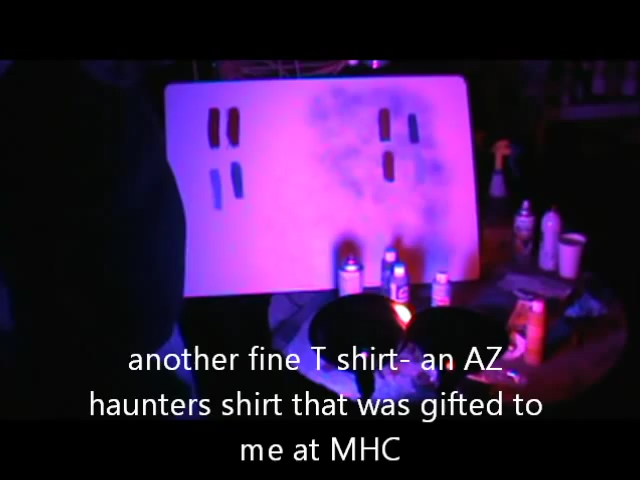 another fine T shirt- an AZ
haunters shirt that was gifted to
me at MHC